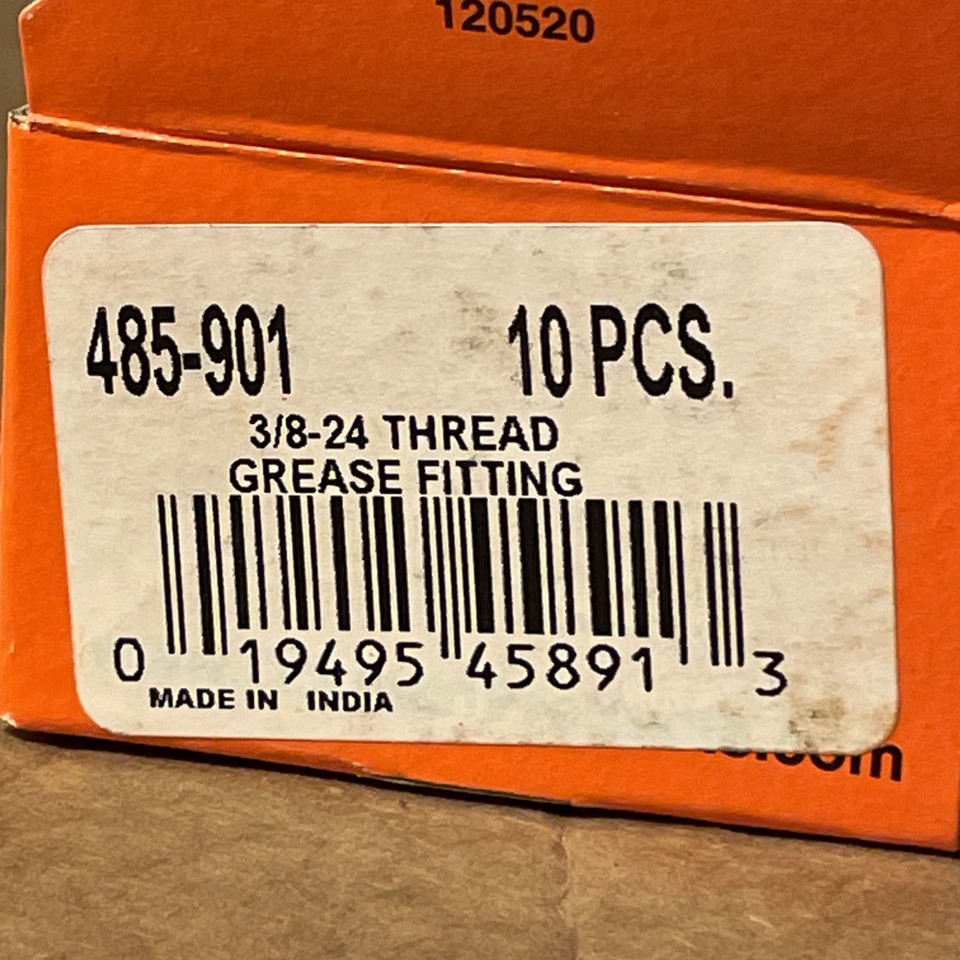 120520
485-901 10 PCS.
3/8-24 THREAD
GREASE FITTING
0 19495 45891 3
MADE IN INDIA